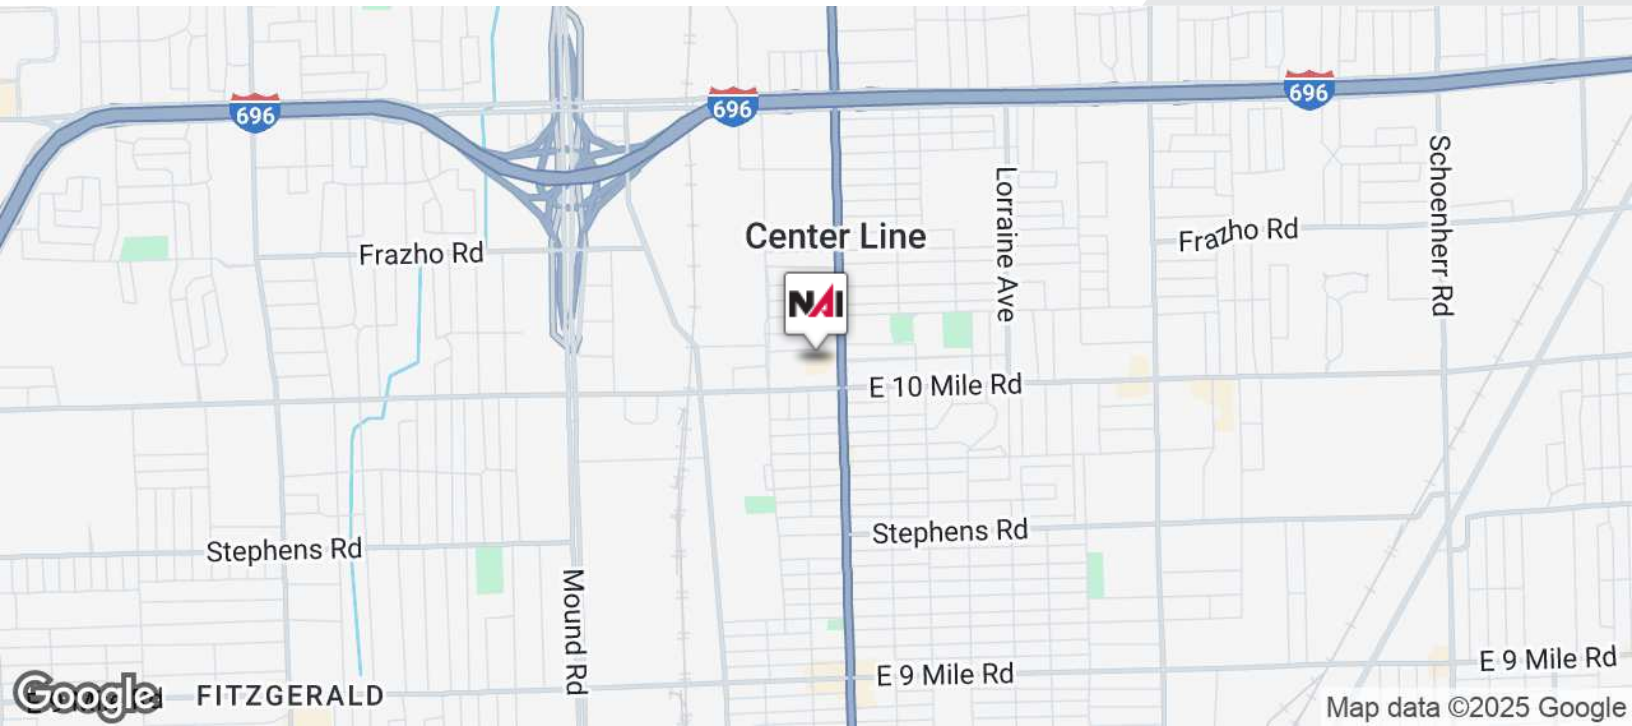 696
696
696
Schoenherr Rd
Lorraine Ave
Center Line
Frazho Rd
Frazho Rd
NAI
E 10 Mile Rd
Stephens Rd
Stephens Rd
Mound Rd
E 9 Mile Rd
E 9 Mile Rd
Google
FITZGERALD
Map data ©2025 Google